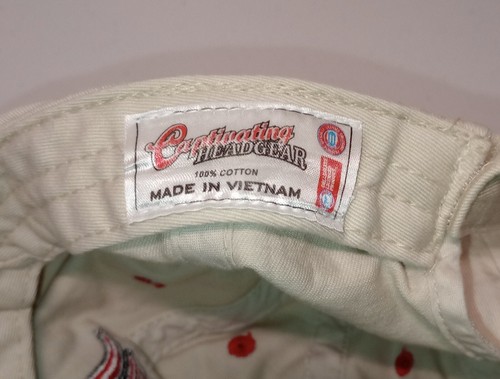 Captivating
HEADGEAR
100% COTTON
MADE IN VIETNAM